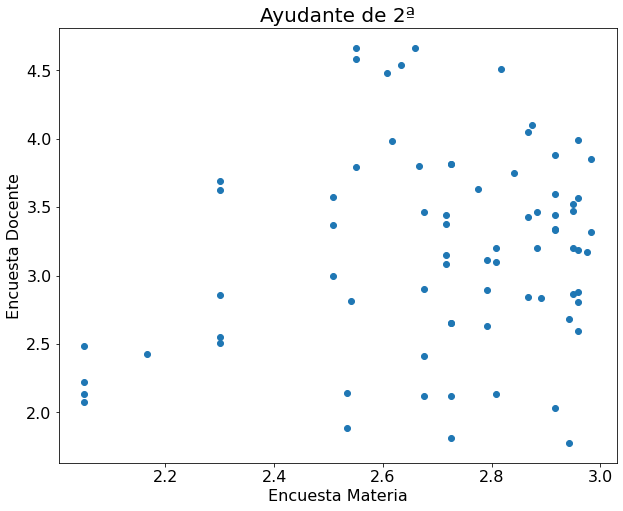 Ayudante de 2ª
Encuesta Docente
4.5
4.0
3.5
3.0
2.5
2.0
2.2 2.4 2.6 2.8 3.0
Encuesta Materia